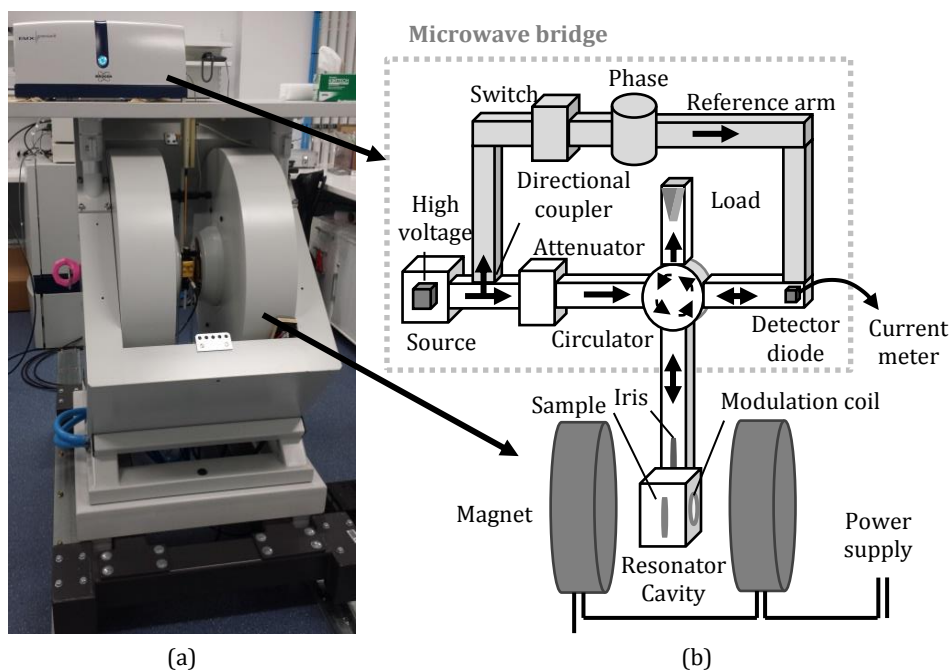 Microwave bridge
Phase
Switch
Reference arm
Directional
coupler
Load
High
voltage
Attenuator
Source
Circulator
Detector
diode
Current
meter
Sample
Iris
Modulation coil
Magnet
Power
supply
Resonator
Cavity
(a)
(b)